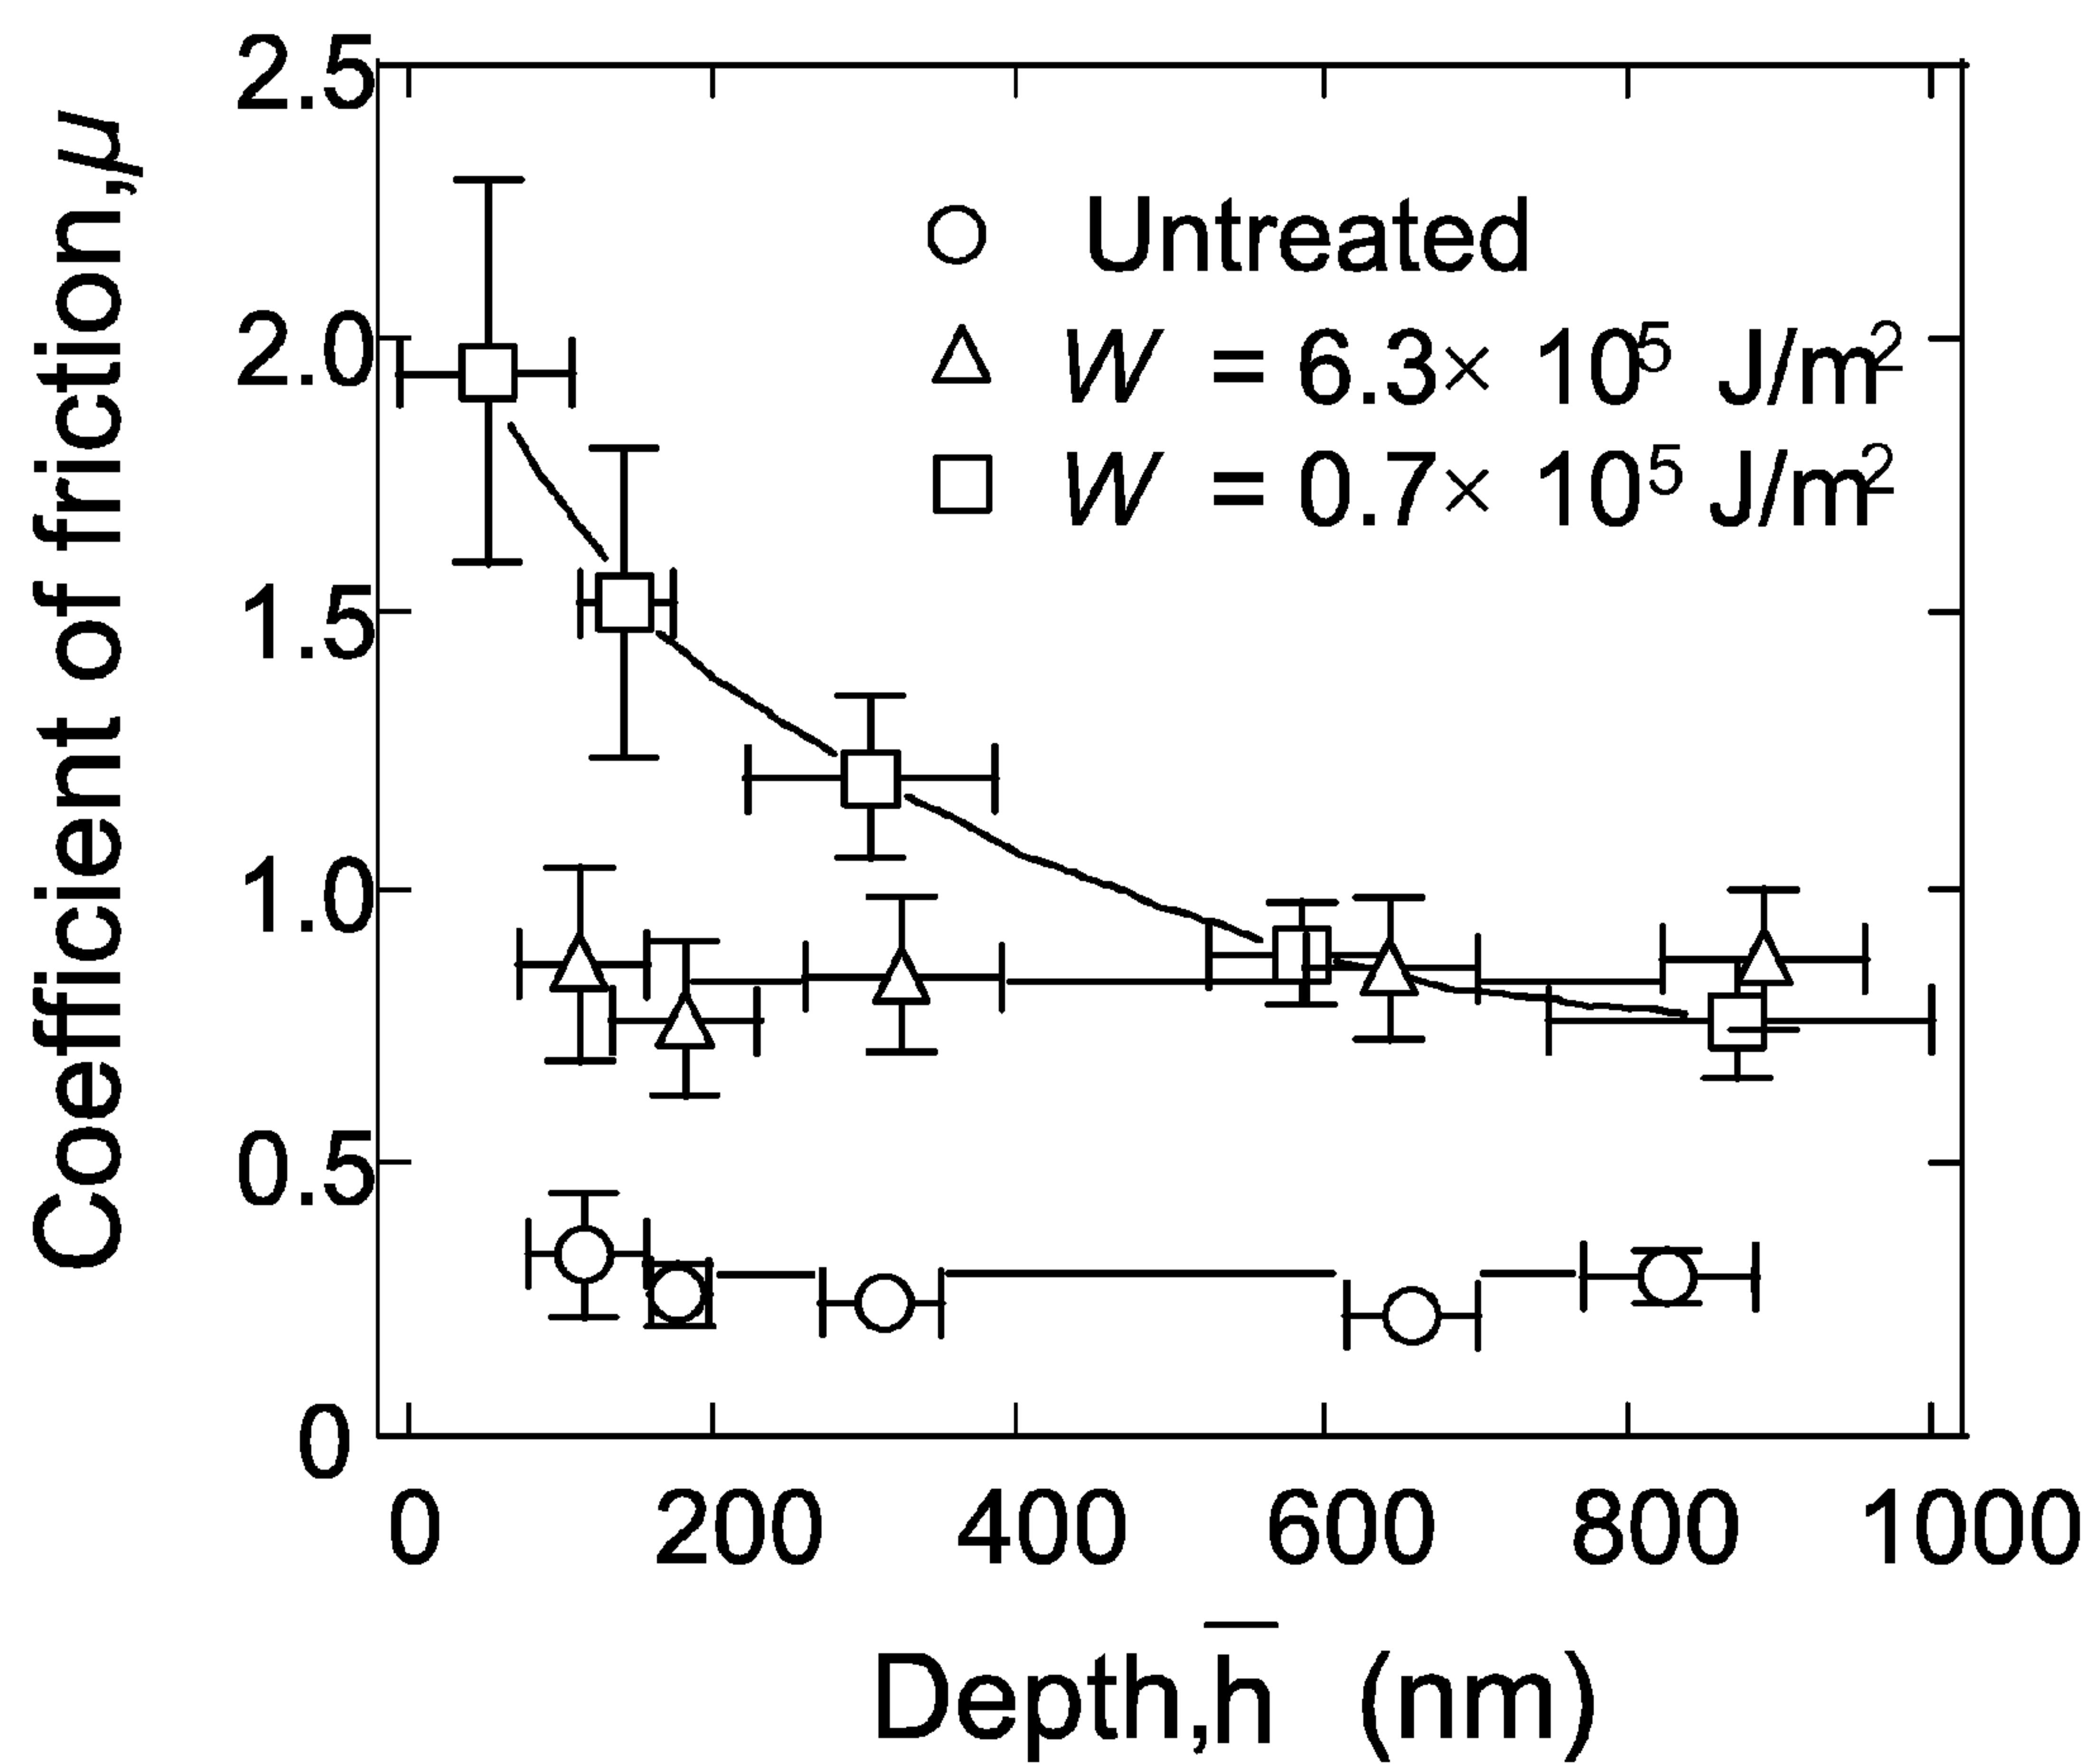 Coefficient of friction,μ
2.5
2.0
1.5
1.0
0.5
0
Untreated
W = 6.3× 10⁵ J/m²
W = 0.7× 10⁵ J/m²
0 200 400 600 800 1000
Depth,h̅ (nm)